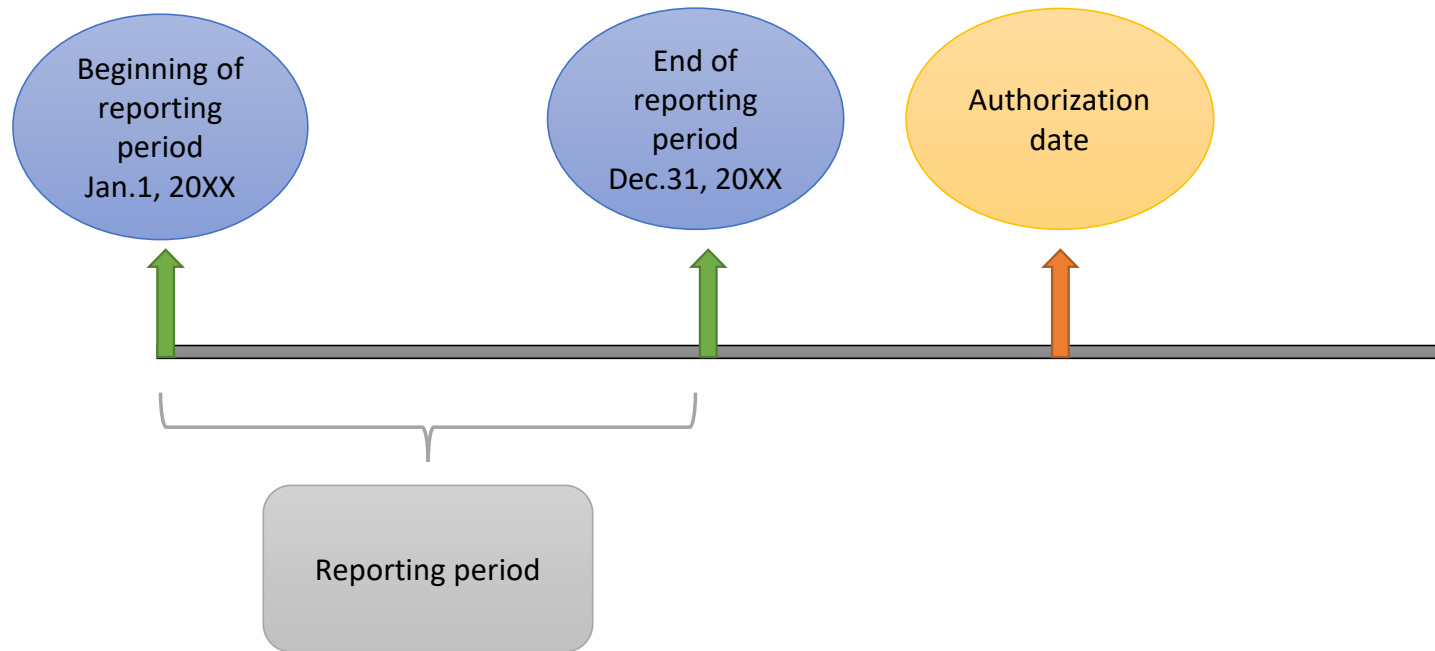 Beginning of
reporting
period
Jan.1, 20XX
End of
reporting
period
Dec.31, 20XX
Authorization
date
Reporting period